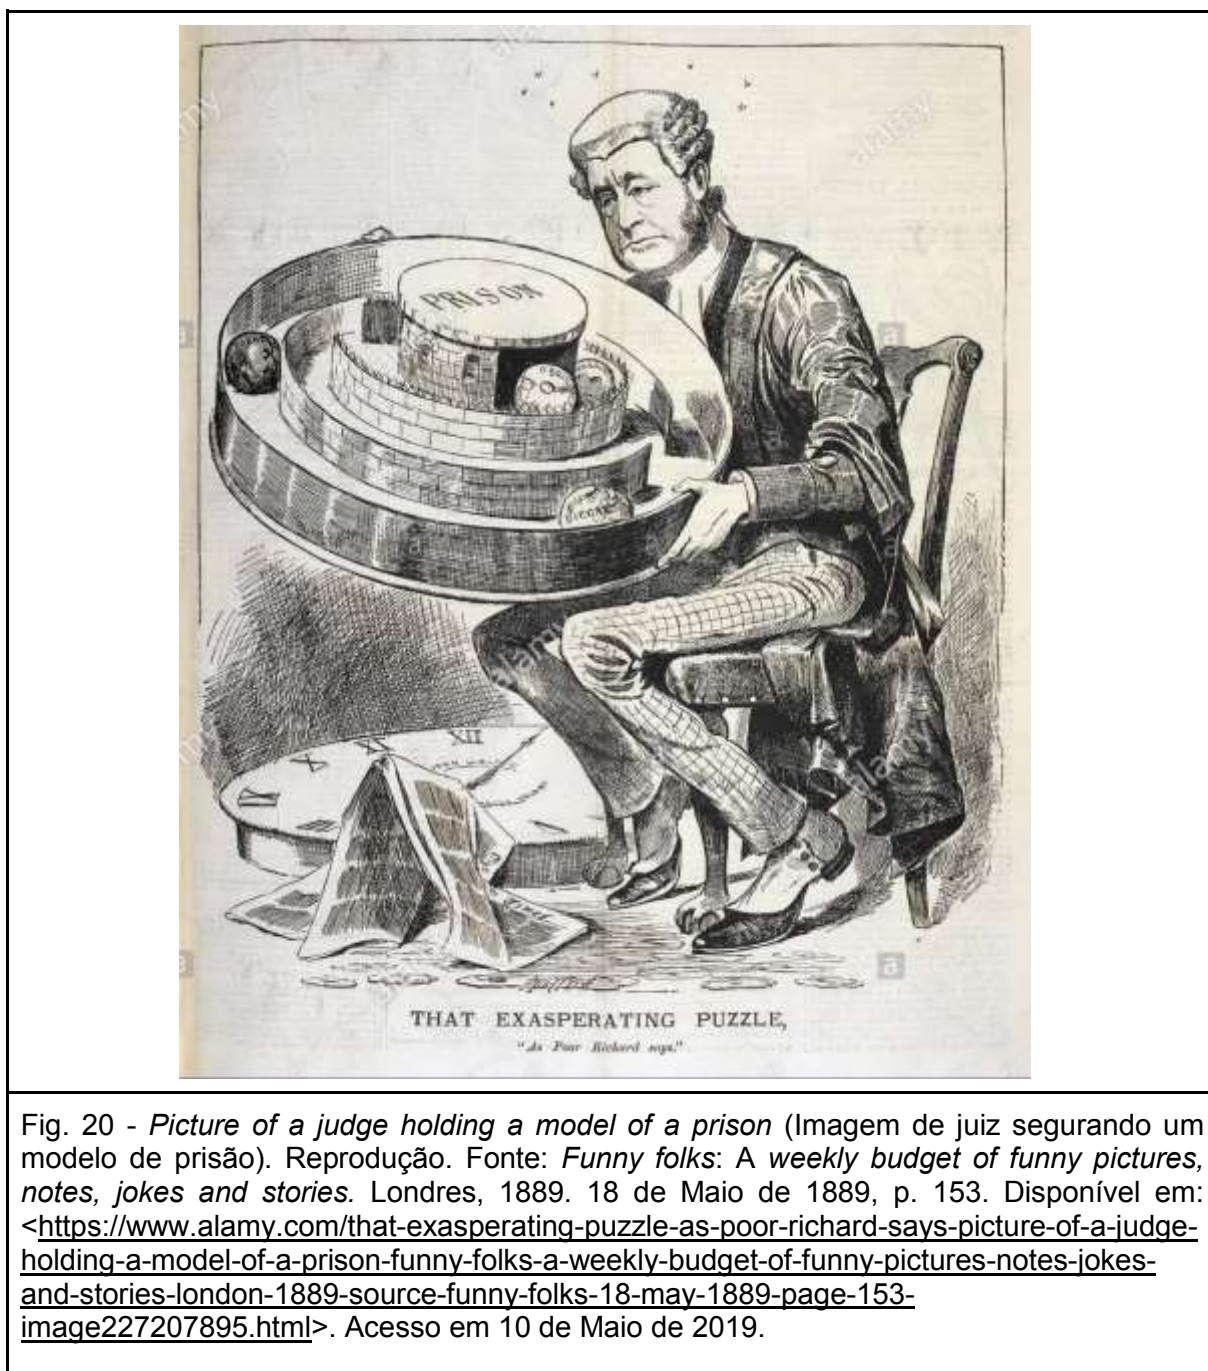 PRISON
XII
XI
X
IX
THAT EXASPERATING PUZZLE,
"As Poor Richard says."
Fig. 20 - Picture of a judge holding a model of a prison (Imagem de juiz segurando um
modelo de prisão). Reprodução. Fonte: Funny folks: A weekly budget of funny pictures,
notes, jokes and stories. Londres, 1889. 18 de Maio de 1889, p. 153. Disponível em:
<https://www.alamy.com/that-exasperating-puzzle-as-poor-richard-says-picture-of-a-judge-
holding-a-model-of-a-prison-funny-folks-a-weekly-budget-of-funny-pictures-notes-jokes-
and-stories-london-1889-source-funny-folks-18-may-1889-page-153-
image227207895.html>. Acesso em 10 de Maio de 2019.
alamy